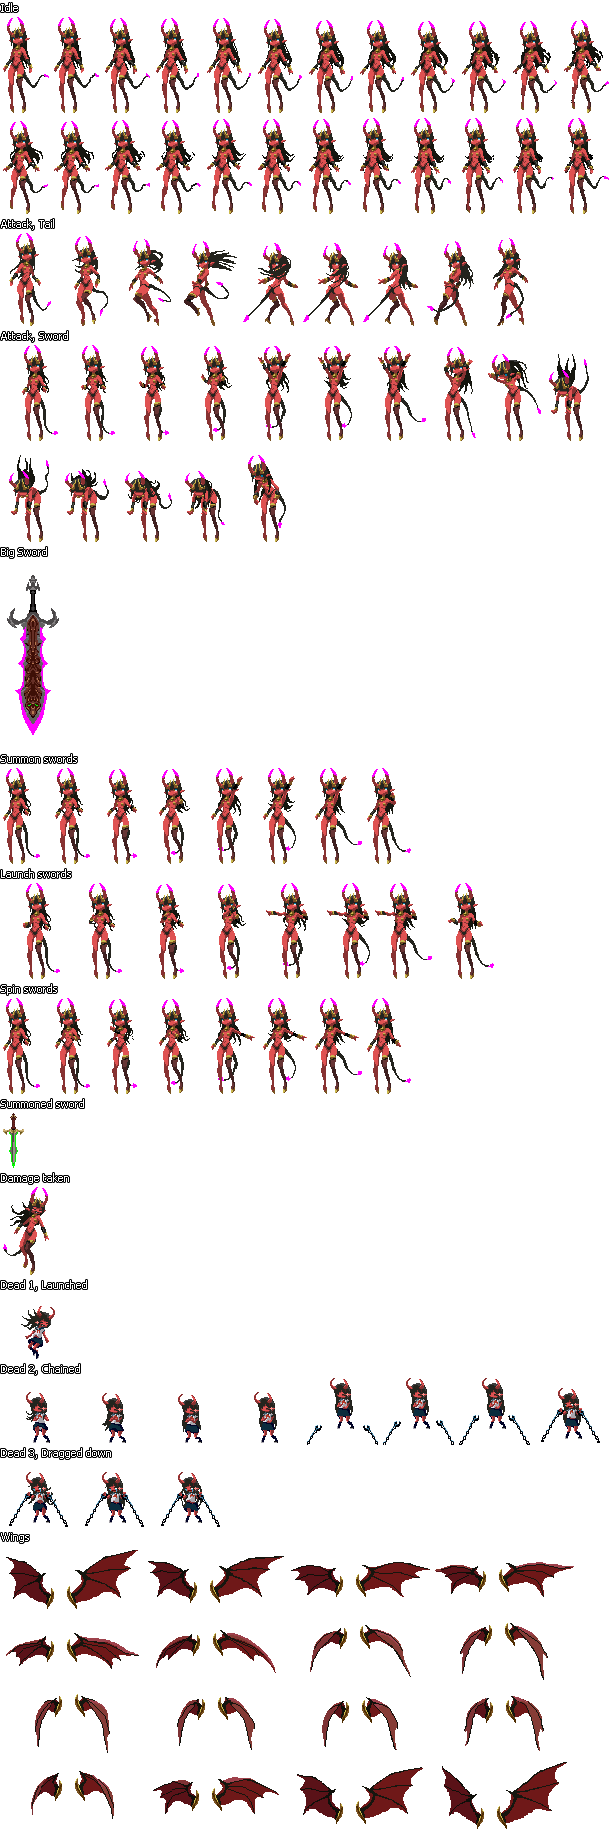 Idle
Attack, Tail
Attack, Sword
Big Sword
Summon swords
Launch swords
Spin swords
Summoned sword
Damage taken
Dead 1, Launched
Dead 2, Chained
Dead 3, Dragged down
Wings